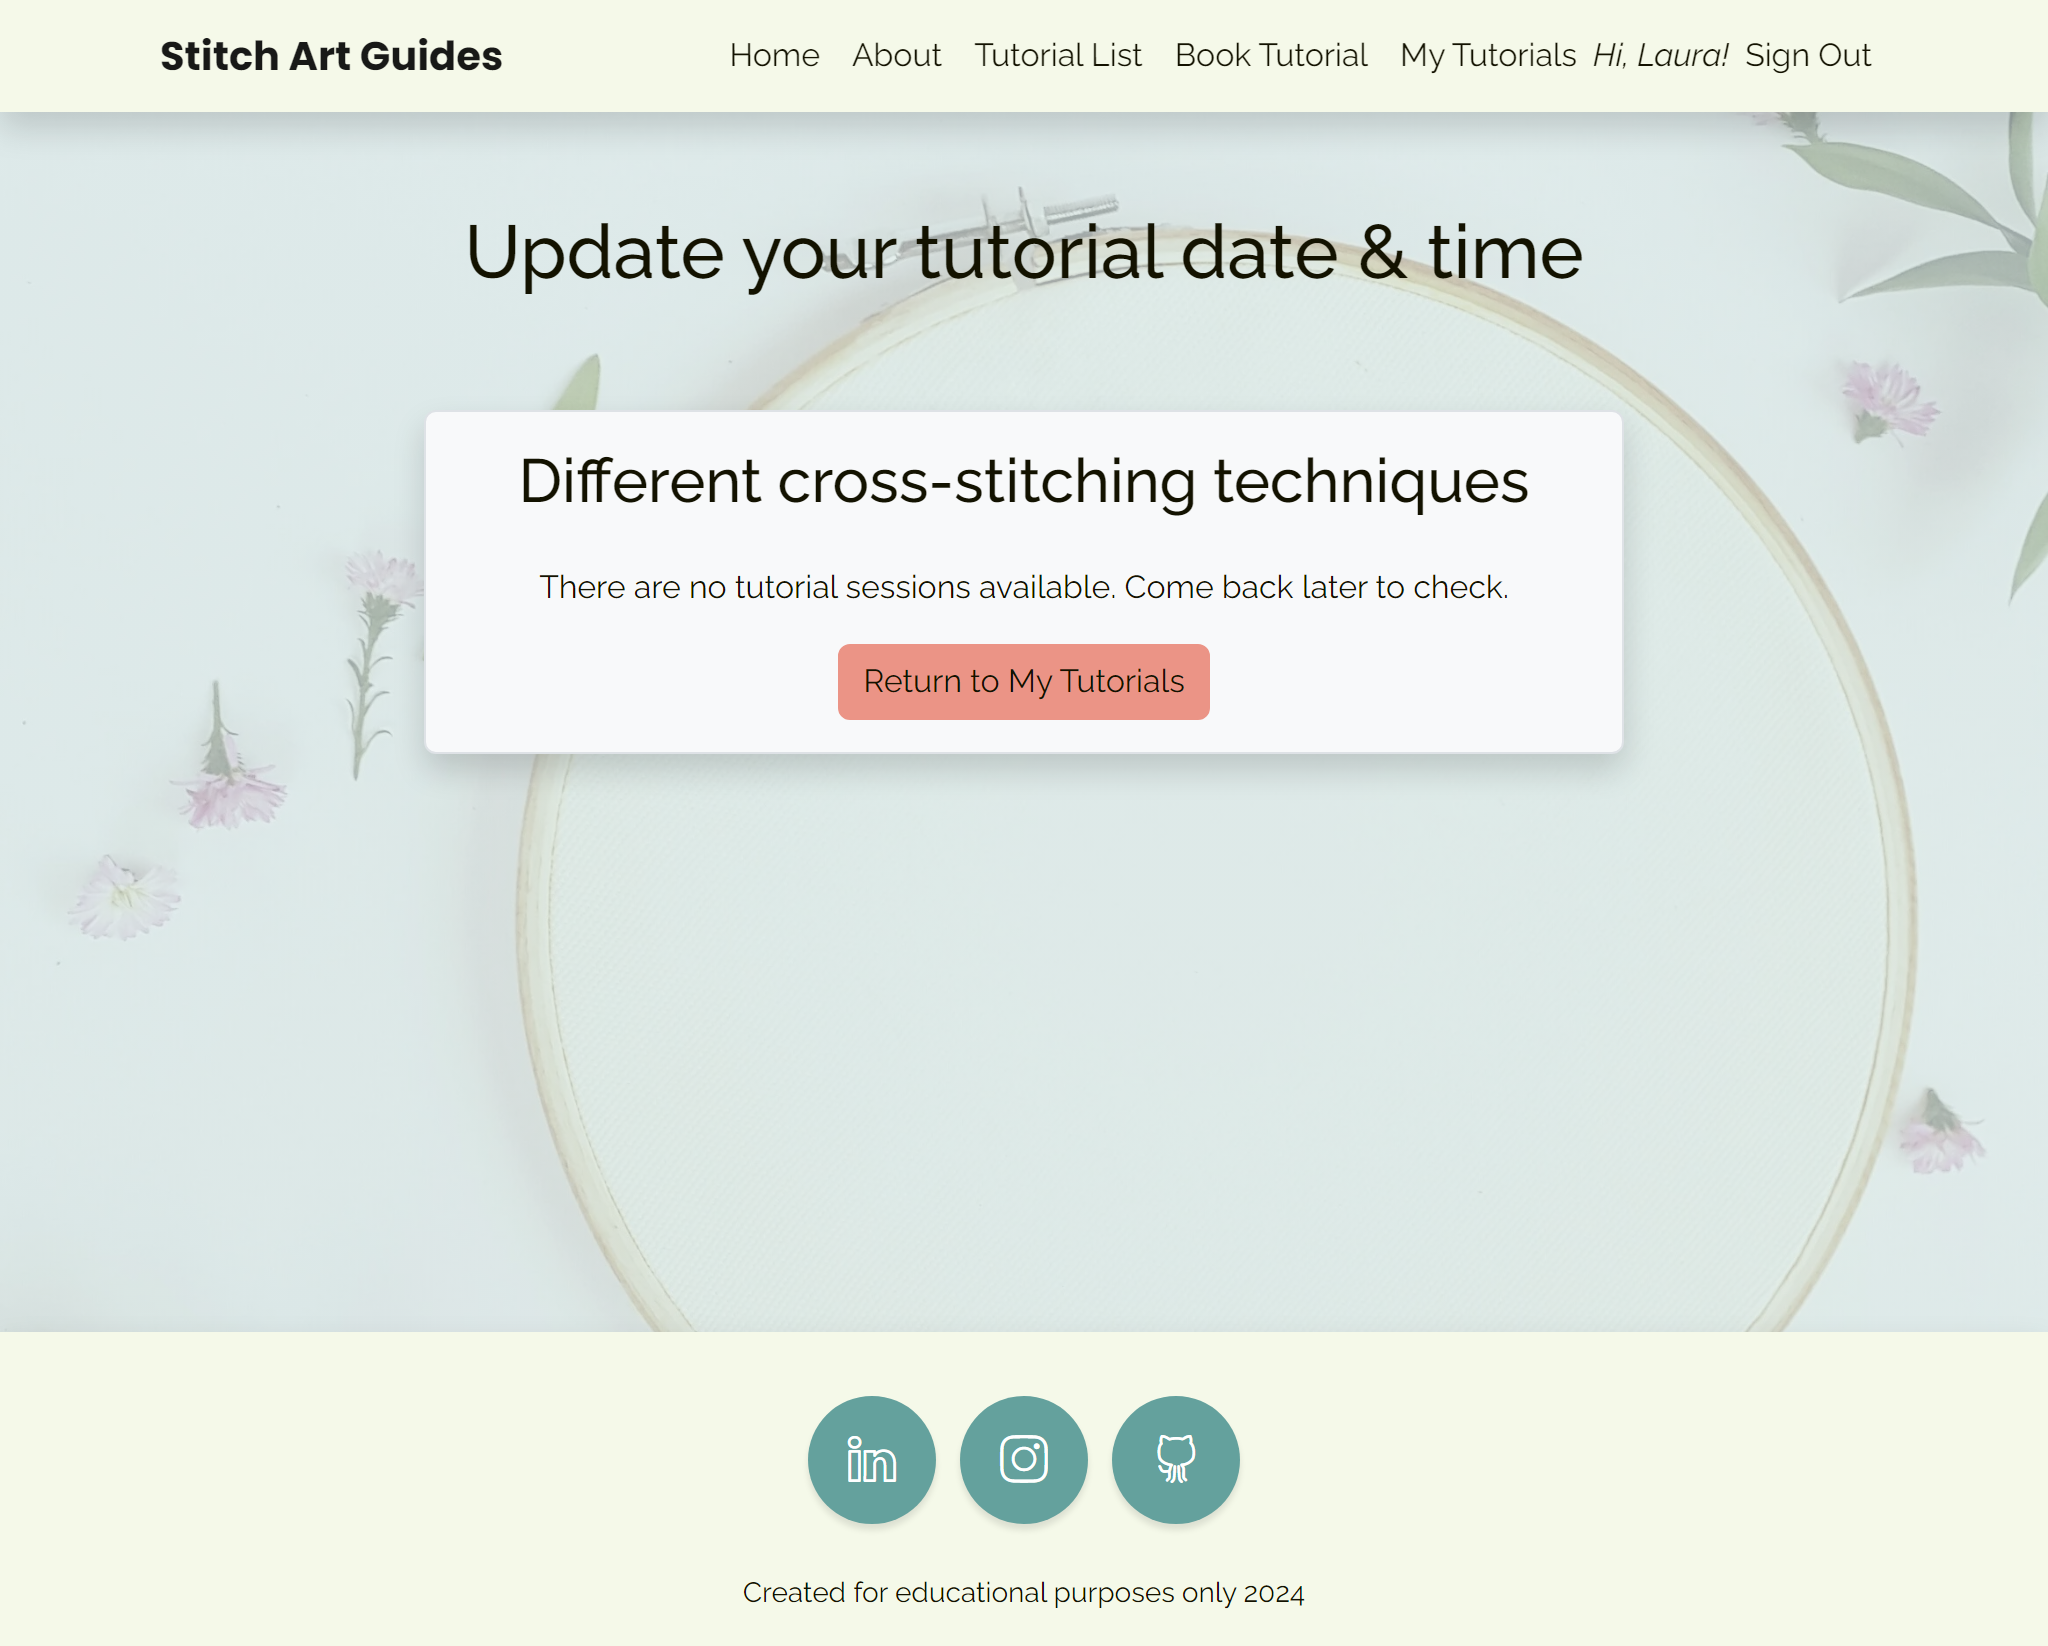 Stitch Art Guides
Home About Tutorial List Book Tutorial My Tutorials Hi, Laura! Sign Out
Update your tutorial date & time
Different cross-stitching techniques
There are no tutorial sessions available. Come back later to check.
Return to My Tutorials
in
Created for educational purposes only 2024